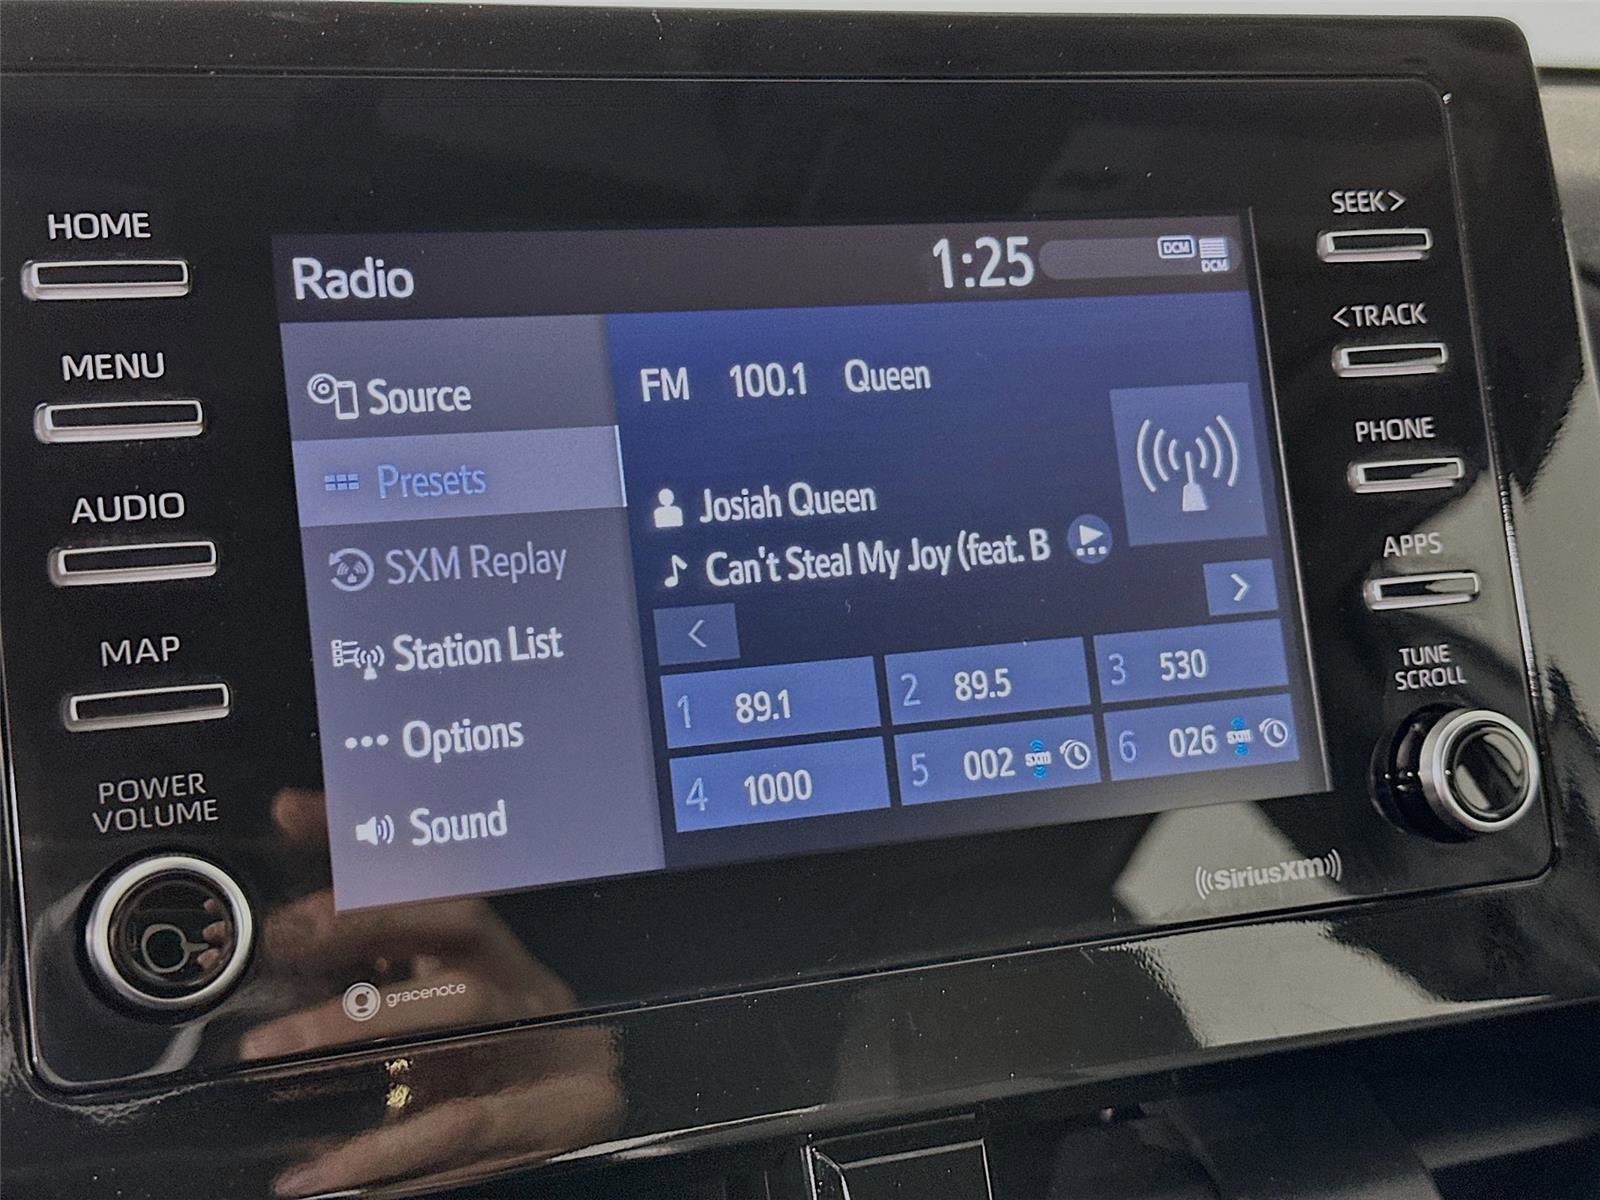 HOME
MENU
AUDIO
MAP
POWER
VOLUME
Radio
1:25
DCM
DCM
Source
Presets
SXM Replay
Station List
Options
Sound
FM 100.1 Queen
Josiah Queen
Can't Steal My Joy (feat. B
<
>
1 89.1
2 89.5
3 530
4 1000
5 002 SXM
6 026 SXM
SEEK>
<TRACK
PHONE
APPS
TUNE
SCROLL
((SiriusXM))
gracenote